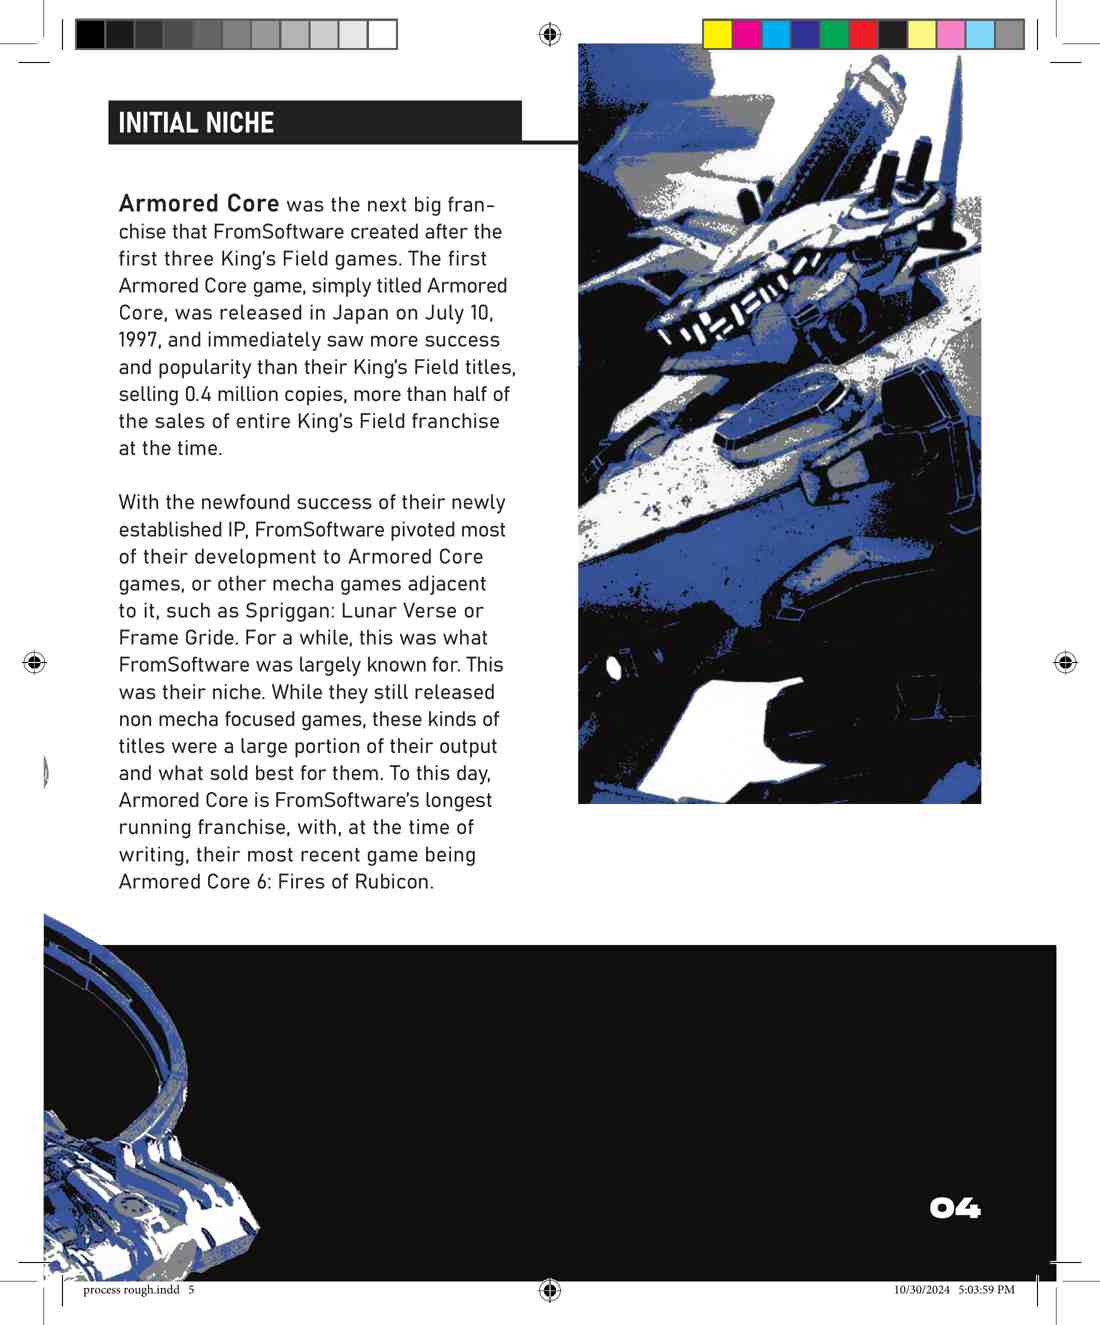 INITIAL NICHE
Armored Core was the next big fran-
chise that FromSoftware created after the
first three King's Field games. The first
Armored Core game, simply titled Armored
Core, was released in Japan on July 10,
1997, and immediately saw more success
and popularity than their King's Field titles,
selling 0.4 million copies, more than half of
the sales of entire King's Field franchise
at the time.
With the newfound success of their newly
established IP, FromSoftware pivoted most
of their development to Armored Core
games, or other mecha games adjacent
to it, such as Spriggan: Lunar Verse or
Frame Gride. For a while, this was what
FromSoftware was largely known for. This
was their niche. While they still released
non mecha focused games, these kinds of
titles were a large portion of their output
and what sold best for them. To this day,
Armored Core is FromSoftware's longest
running franchise, with, at the time of
writing, their most recent game being
Armored Core 6: Fires of Rubicon.
04
process rough.indd 5
10/30/2024 5:03:59 PM